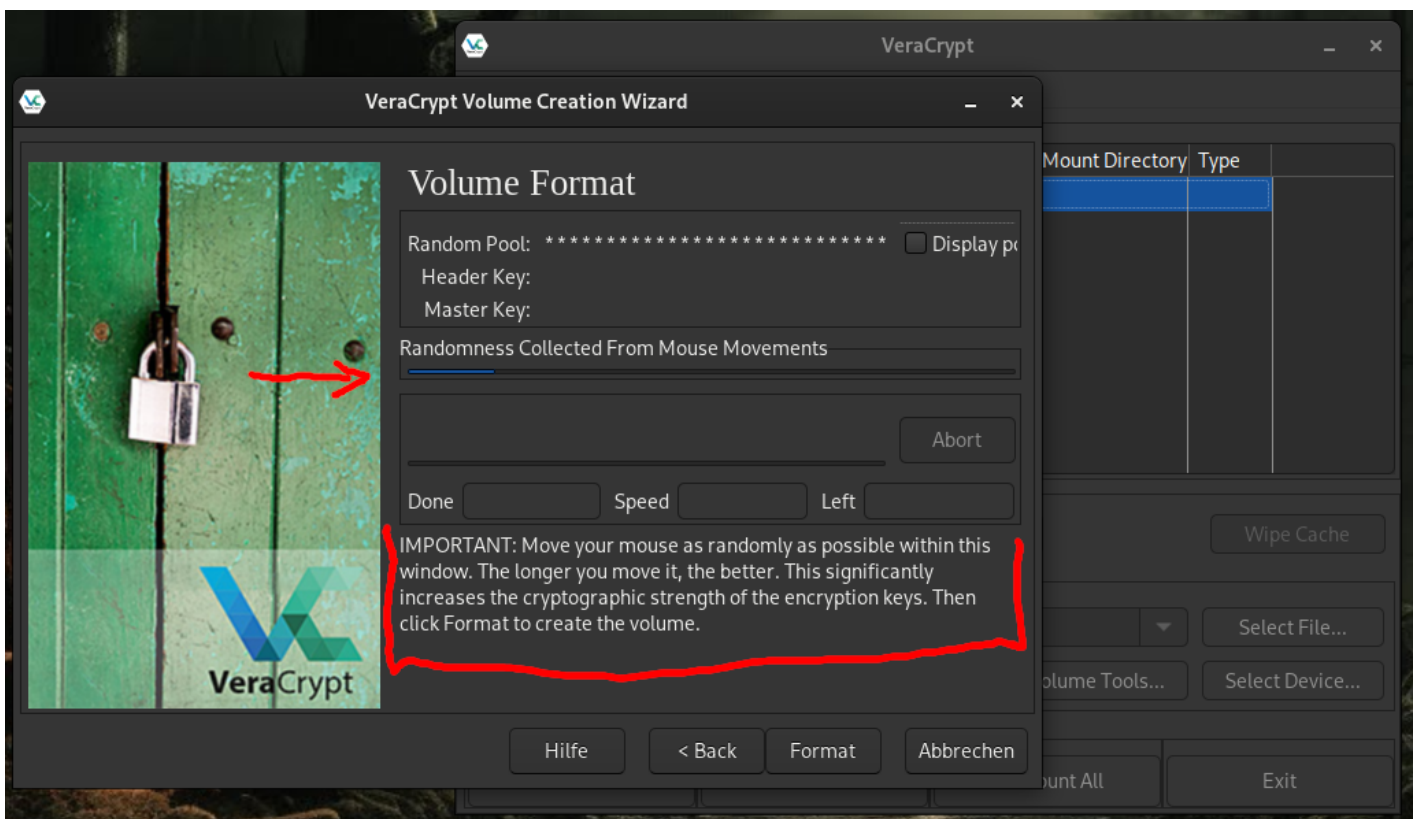 VeraCrypt
VeraCrypt Volume Creation Wizard
Mount Directory Type
Volume Format
Random Pool: ****************************
Display
Header Key:
Master Key:
Randomness Collected From Mouse Movements
Abort
Done Speed Left
IMPORTANT: Move your mouse as randomly as possible within this
window. The longer you move it, the better. This significantly
increases the cryptographic strength of the encryption keys. Then
click Format to create the volume.
VeraCrypt
Hilfe < Back Format Abbrechen
Wipe Cache
Select File...
Tools... Select Device...
All Exit